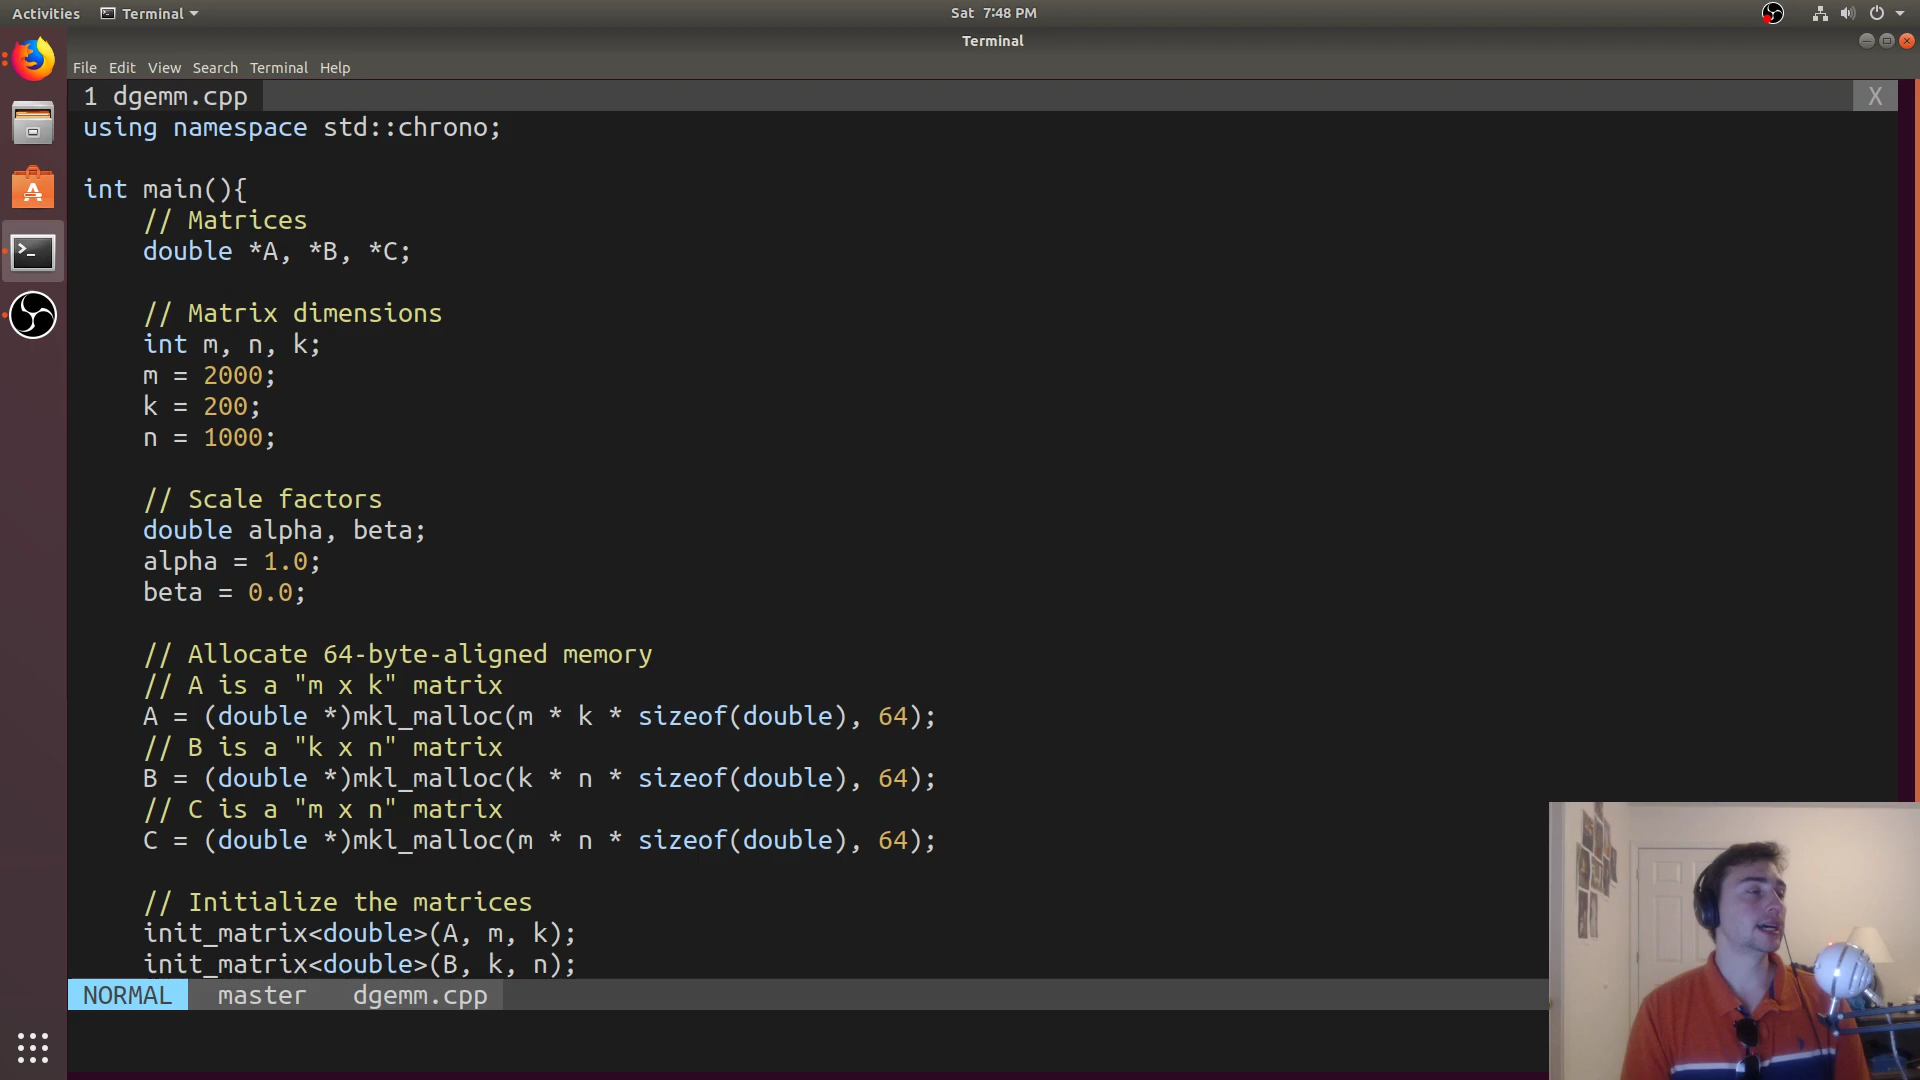 Activities
Terminal
Sat 7:48 PM
Terminal
File Edit View Search Terminal Help
1 dgemm.cpp
X
using namespace std::chrono;
int main(){
// Matrices
double *A, *B, *C;
// Matrix dimensions
int m, n, k;
m = 2000;
k = 200;
n = 1000;
// Scale factors
double alpha, beta;
alpha = 1.0;
beta = 0.0;
// Allocate 64-byte-aligned memory
// A is a "m x k" matrix
A = (double *)mkl_malloc(m * k * sizeof(double), 64);
// B is a "k x n" matrix
B = (double *)mkl_malloc(k * n * sizeof(double), 64);
// C is a "m x n" matrix
C = (double *)mkl_malloc(m * n * sizeof(double), 64);
// Initialize the matrices
init_matrix<double>(A, m, k);
init_matrix<double>(B, k, n);
NORMAL master dgemm.cpp